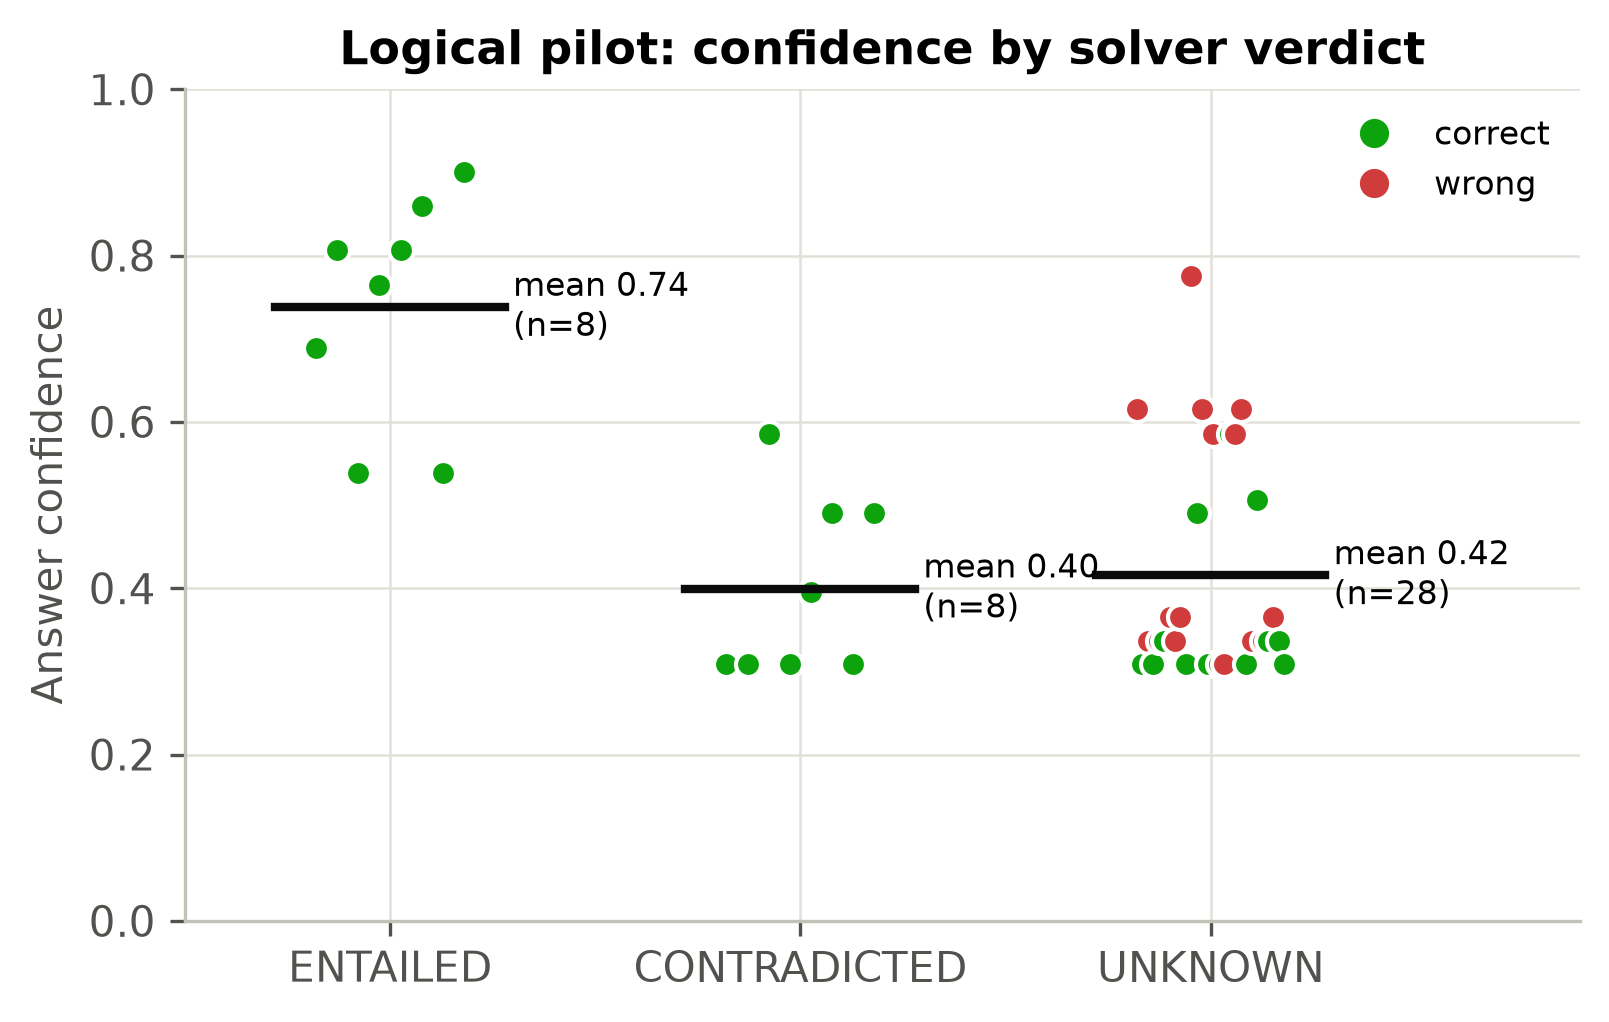 Logical pilot: confidence by solver verdict
1.0
0.8
0.6
0.4
0.2
0.0
Answer confidence
correct
wrong
mean 0.74
(n=8)
mean 0.40
(n=8)
mean 0.42
(n=28)
ENTAILED
CONTRADICTED
UNKNOWN